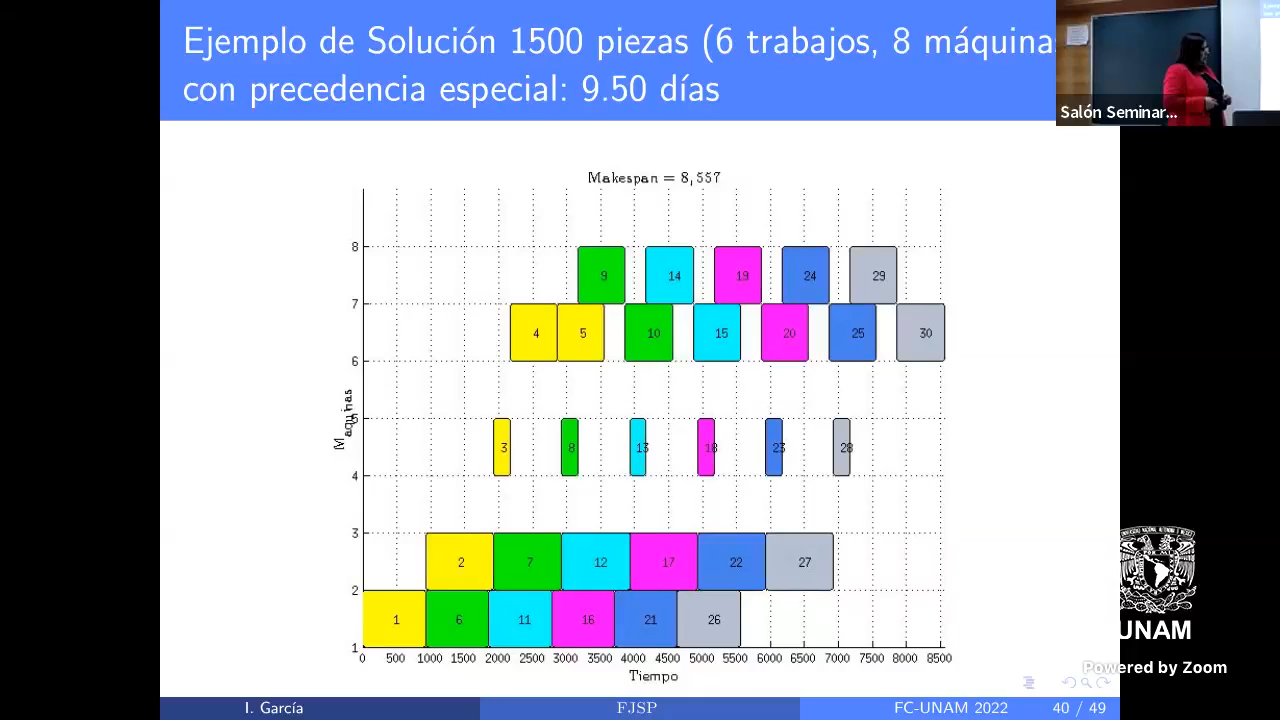 Ejemplo de Solución 1500 piezas (6 trabajos, 8 máquina
con precedencia especial: 9.50 días
Salón Seminar...
Makespan = 8,557
8
9 14 19 24 29
7
4 5 10 15 20 25 30
6
Maquinas
5
3 8 13 18 23 28
4
3
2 7 12 17 22 27
2
1 6 11 16 21 26
1
0 500 1000 1500 2000 2500 3000 3500 4000 4500 5000 5500 6000 6500 7000 7500 8000 8500
Tiempo
UNAM
Powered by Zoom
I. García FJSP FC-UNAM 2022 40 / 49